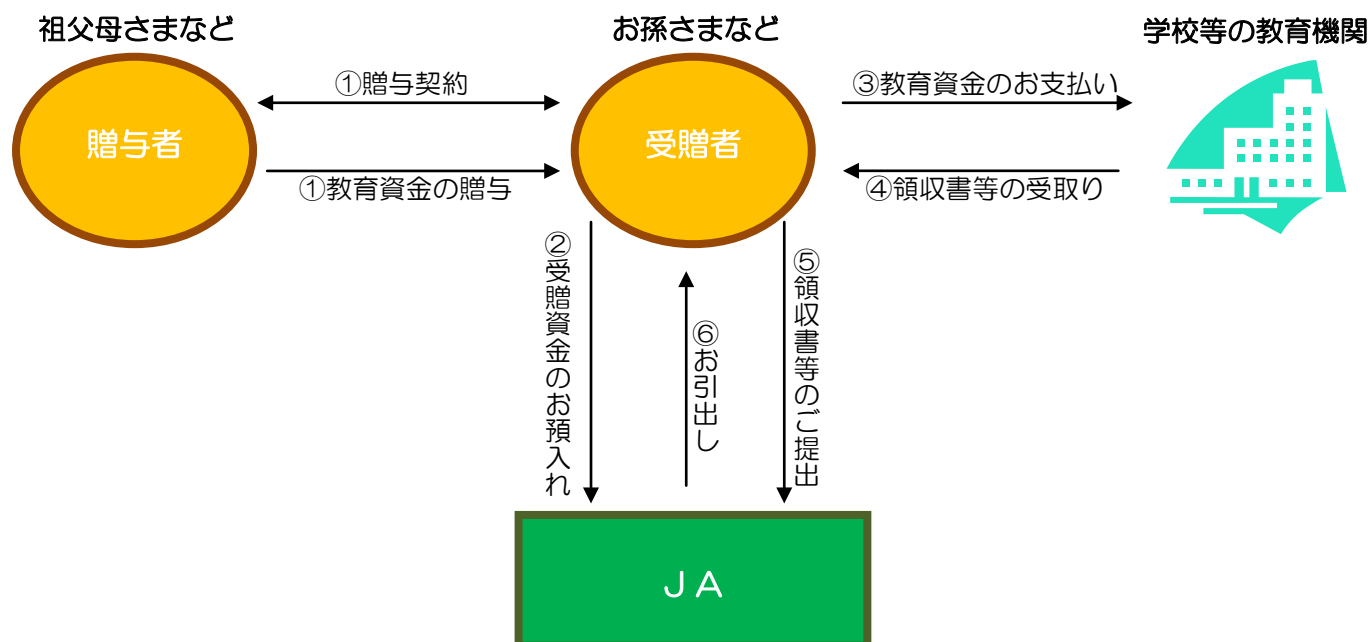 祖父母さまなど
お孫さまなど
学校等の教育機関
贈与者
①贈与契約
①教育資金の贈与
受贈者
③教育資金のお支払い
④領収書等の受取り
②受贈資金のお預入れ
⑥お引出し
⑤領収書等のご提出
ＪＡ